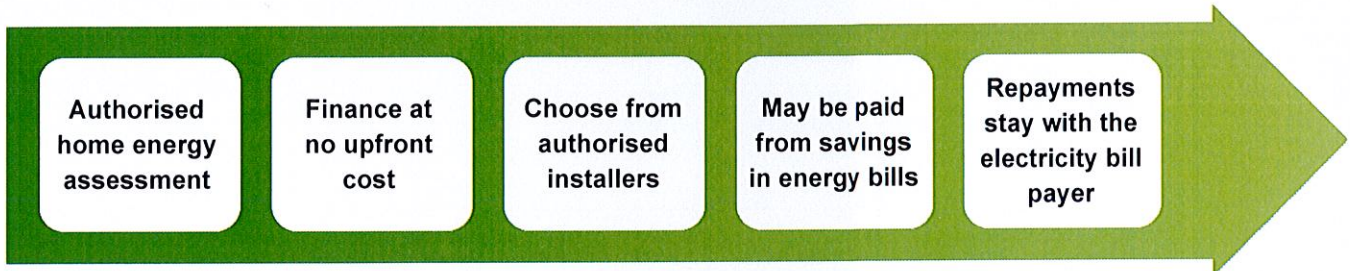 Authorised
home energy
assessment
Finance at
no upfront
cost
Choose from
authorised
installers
May be paid
from savings
in energy bills
Repayments
stay with the
electricity bill
payer